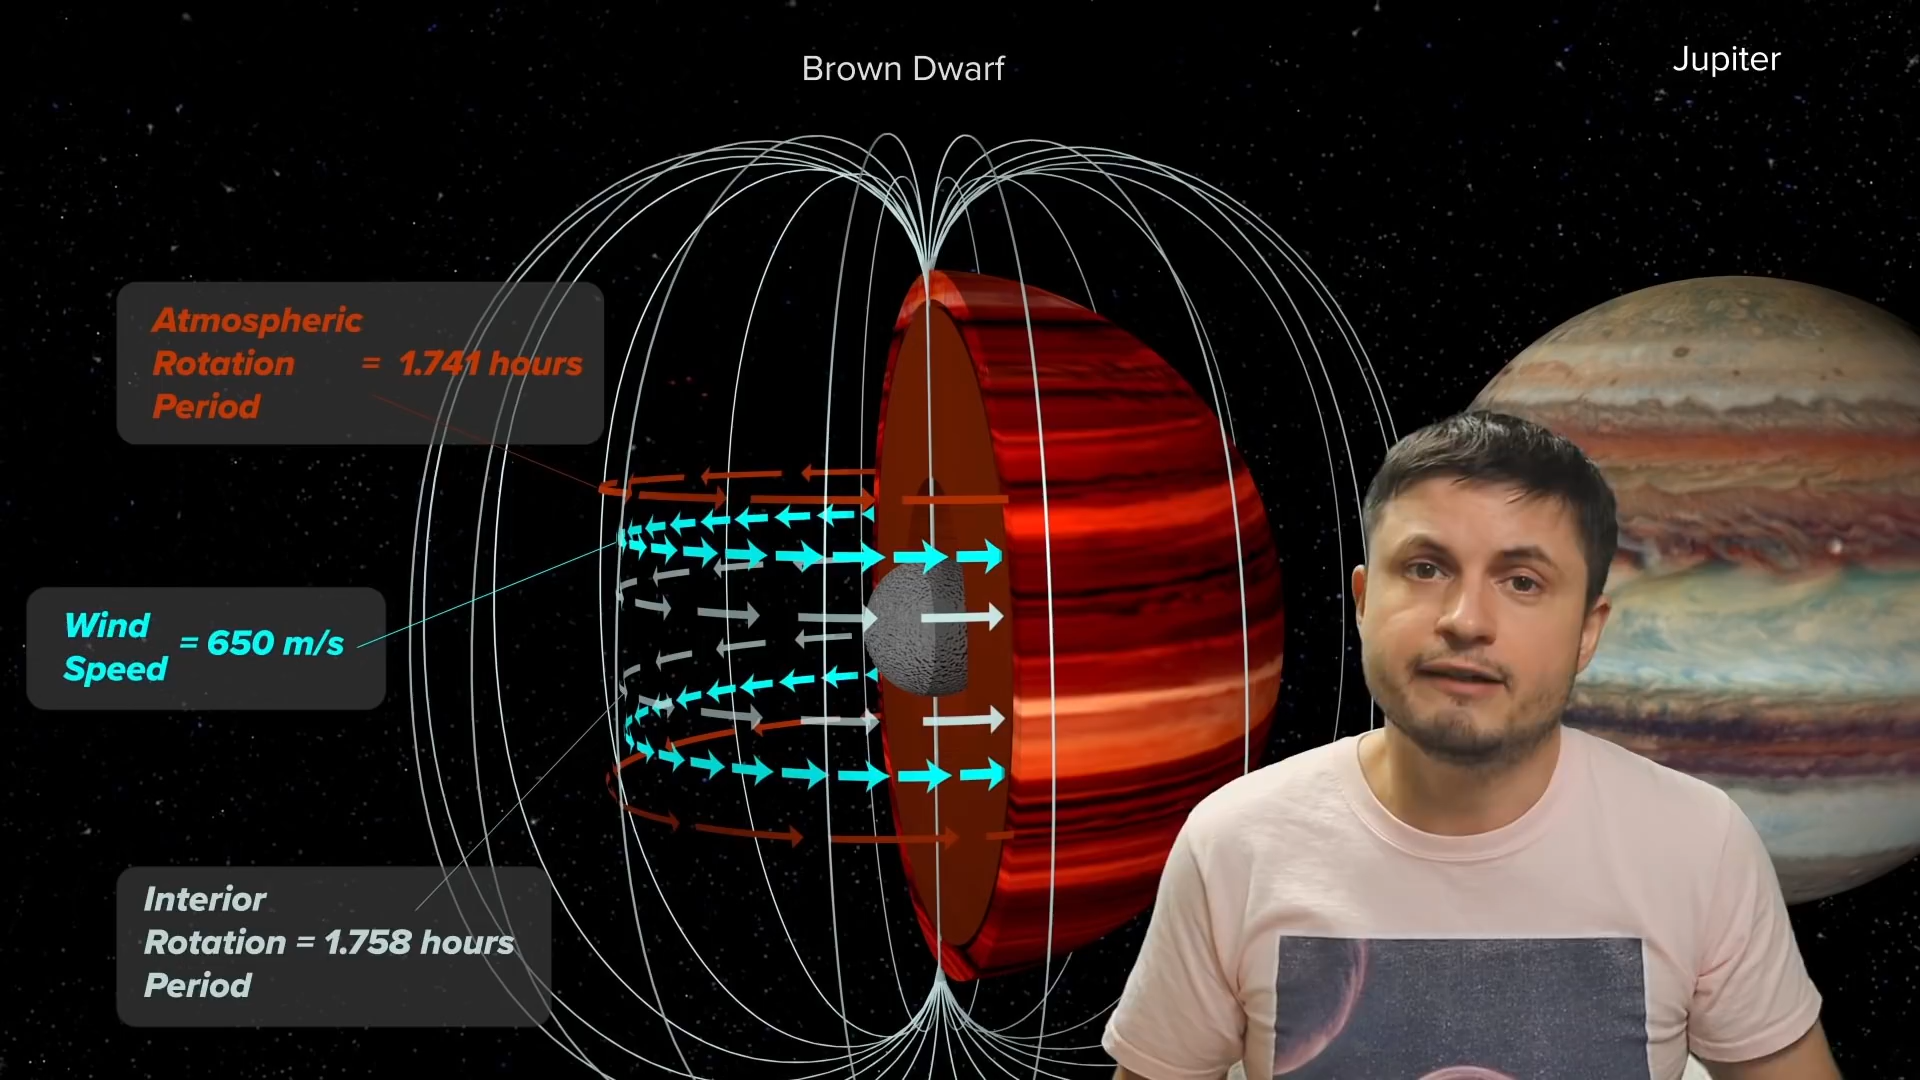 Brown Dwarf
Jupiter
Atmospheric
Rotation = 1.741 hours
Period
Wind
= 650 m/s
Speed
Interior
Rotation = 1.758 hours
Period